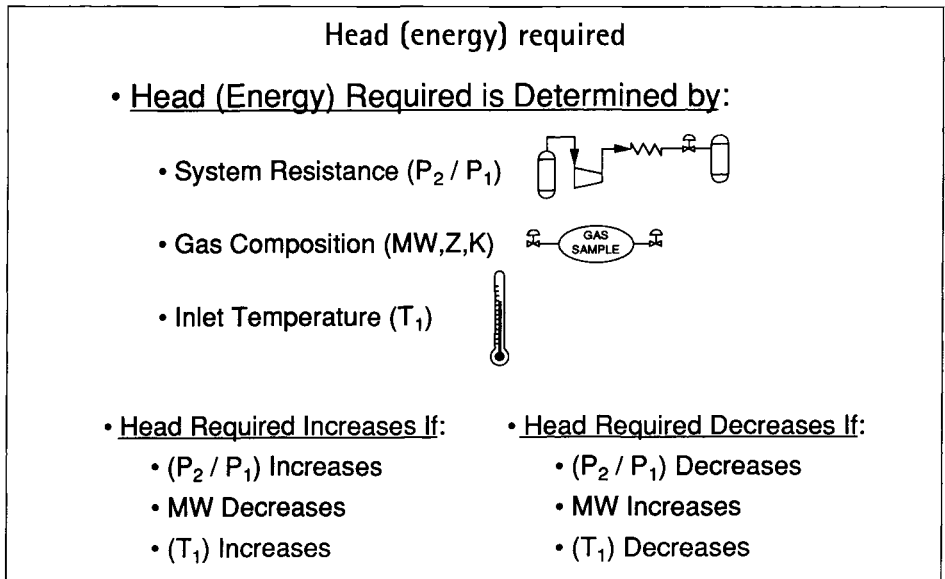 Head (energy) required
• Head (Energy) Required is Determined by:
• System Resistance (P₂ / P₁)
• Gas Composition (MW,Z,K)
GAS
SAMPLE
• Inlet Temperature (T₁)
• Head Required Increases If:
• (P₂ / P₁) Increases
• MW Decreases
• (T₁) Increases
• Head Required Decreases If:
• (P₂ / P₁) Decreases
• MW Increases
• (T₁) Decreases